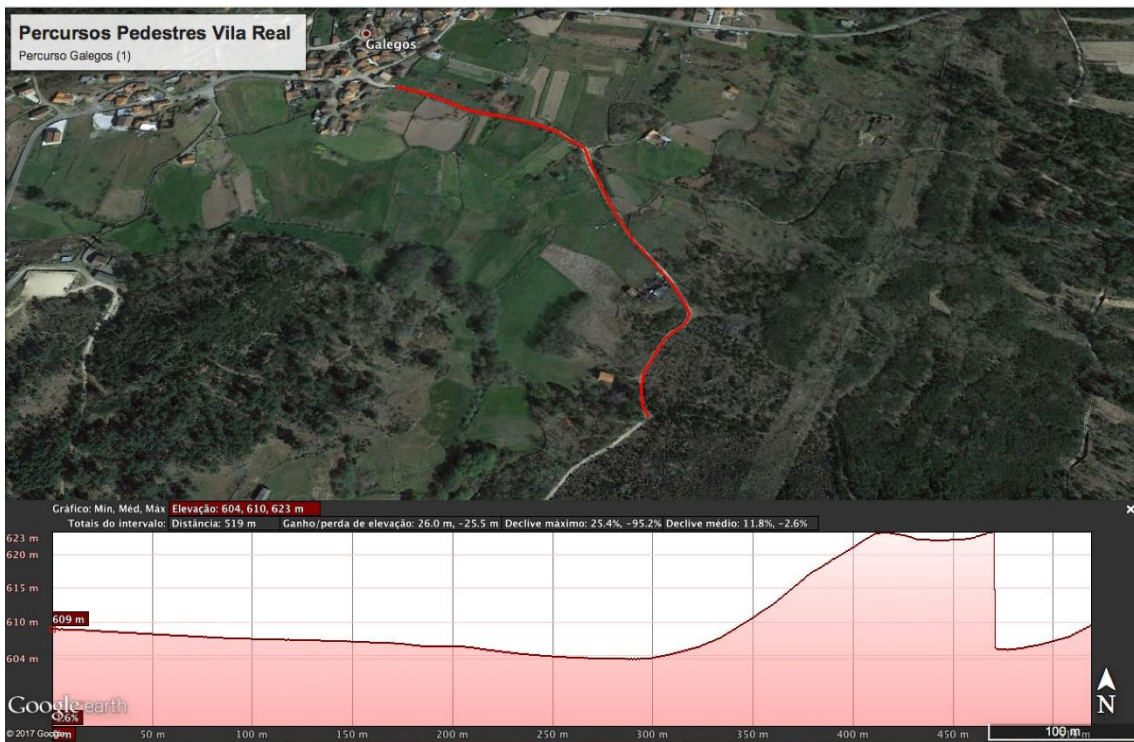 Percursos Pedestres Vila Real
Percurso Galegos (1)
Galegos
Gráfico: Min, Méd, Máx Elevação: 604, 610, 623 m
Totais do intervalo: Distância: 519 m Ganho/perda de elevação: 26.0 m, -25.5 m Declive máximo: 25.4%, -95.2% Declive médio: 11.8%, -2.6%
623 m
620 m
615 m
610 m
604 m
609 m
Google earth
N
© 2017 Google
50 m 100 m 150 m 200 m 250 m 300 m 350 m 400 m 450 m
100 m